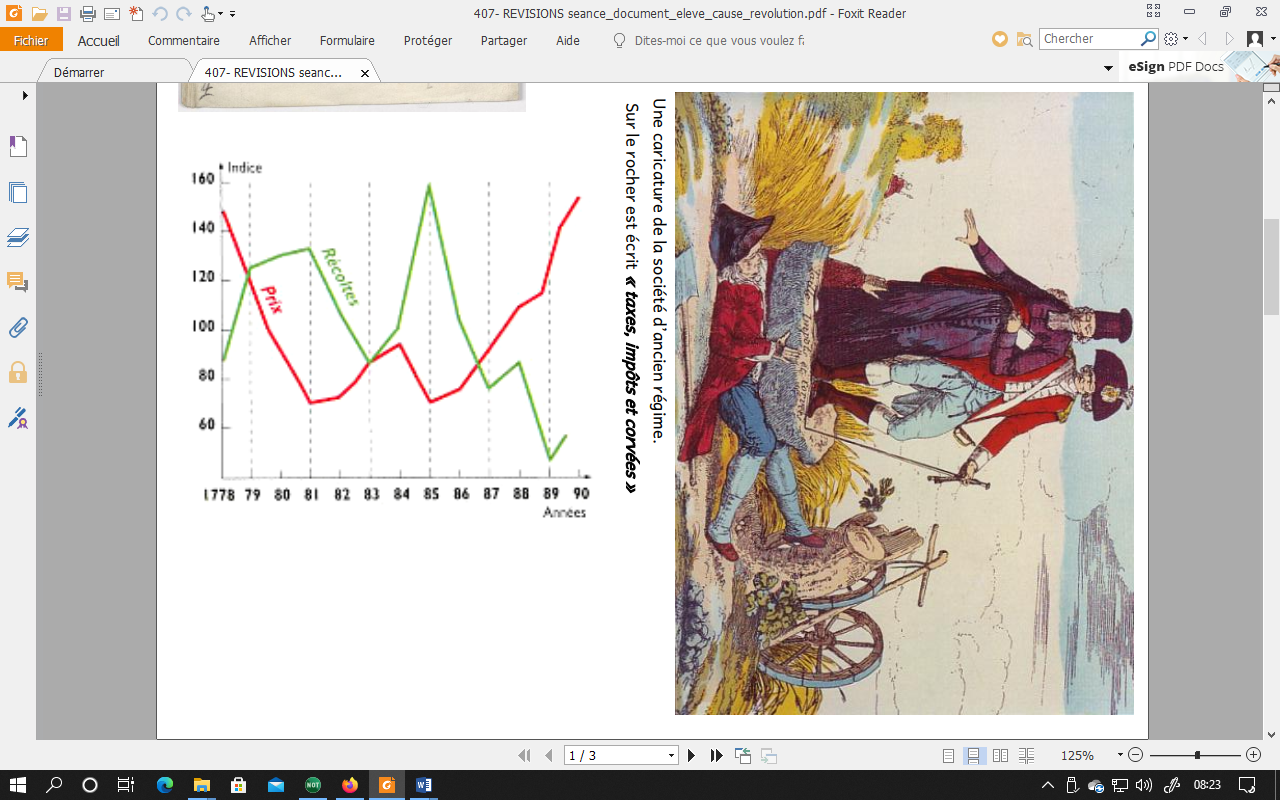 407- REVISIONS seance_document_eleve_cause_revolution.pdf - Foxit Reader
Fichier
Accueil
Commentaire
Afficher
Formulaire
Protéger
Partager
Aide
Dites-moi ce que vous voulez fa
Chercher
Démarrer
407- REVISIONS seanc...
eSign PDF Docs
Indice
160
140
120
100
80
60
Récoltes
Prix
1.778 79 80 81 82 83 84 85 86 87 88 89 90
Années
Une caricature de la société d'ancien régime.
Sur le rocher est écrit « taxes, impôts et corvées »
1 / 3
125%
08:23